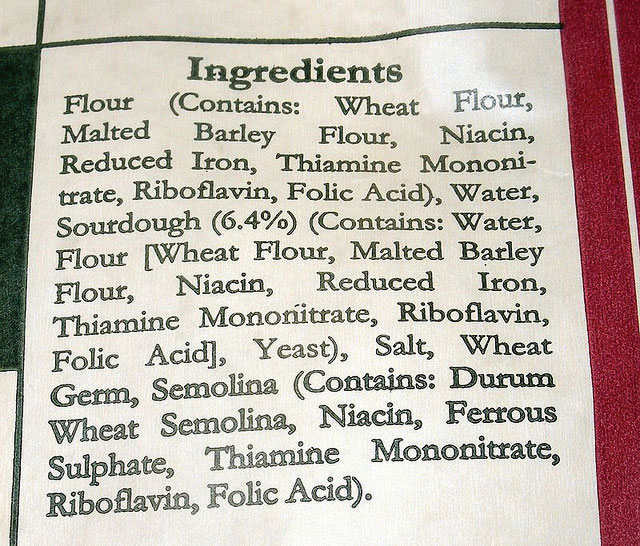 Ingredients
Flour (Contains: Wheat Flour,
Malted Barley Flour, Niacin,
Reduced Iron, Thiamine Mononi-
trate, Riboflavin, Folic Acid), Water,
Sourdough (6.4%) (Contains: Water,
Flour [Wheat Flour, Malted Barley
Flour, Niacin, Reduced Iron,
Thiamine Mononitrate, Riboflavin,
Folic Acid], Yeast), Salt, Wheat
Germ, Semolina (Contains: Durum
Wheat Semolina, Niacin, Ferrous
Sulphate, Thiamine Mononitrate,
Riboflavin, Folic Acid).